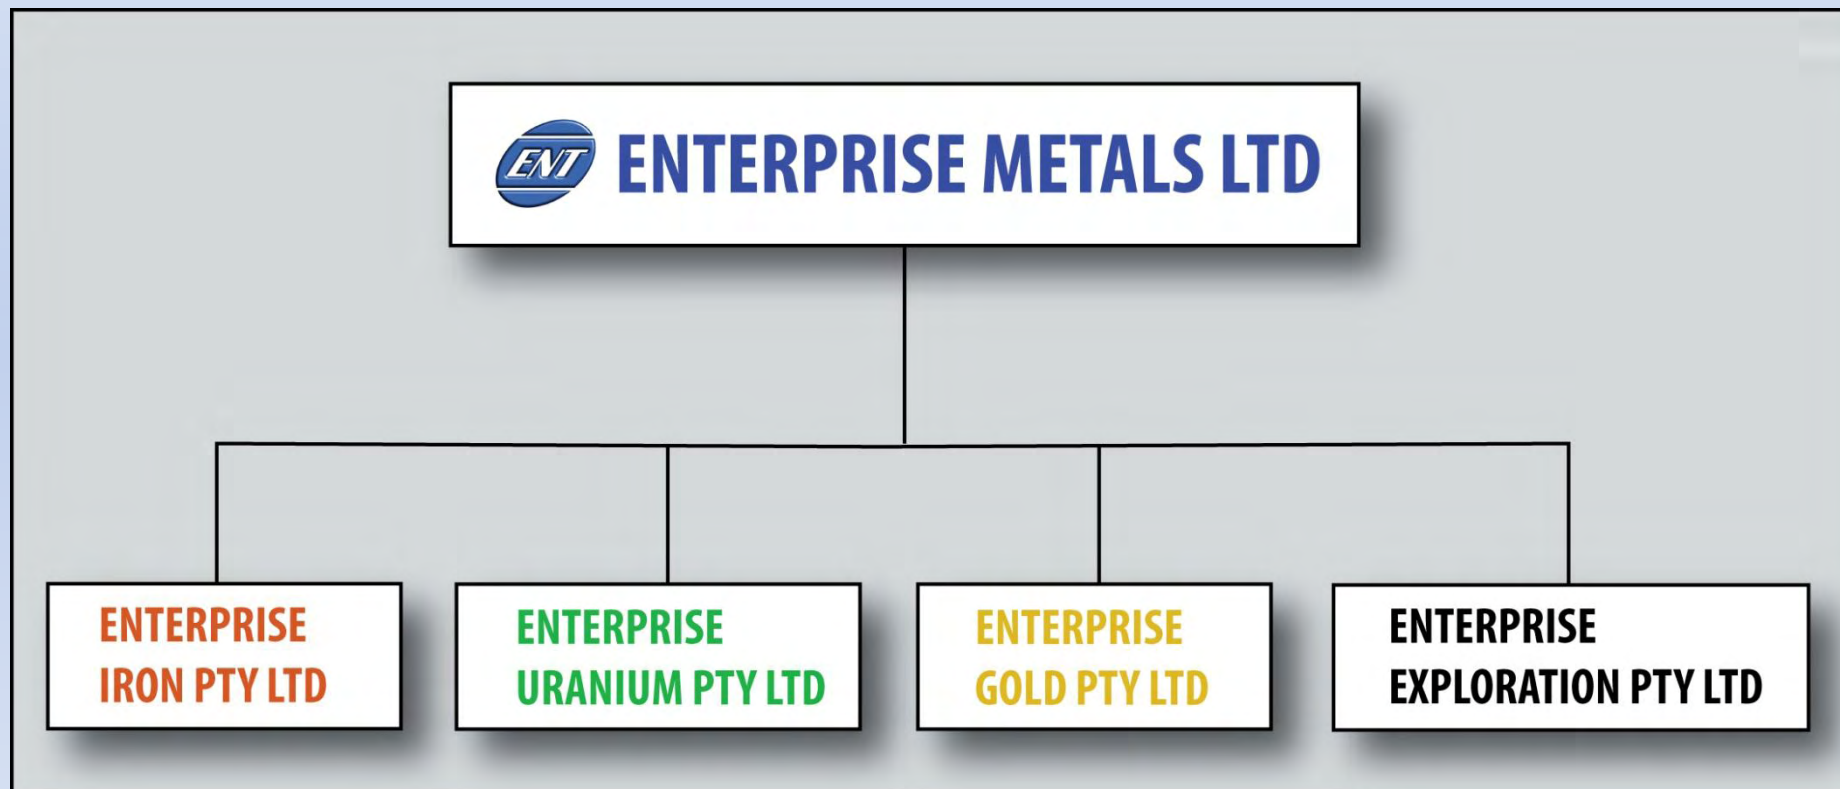 ENT ENTERPRISE METALS LTD
ENTERPRISE
IRON PTY LTD
ENTERPRISE
URANIUM PTY LTD
ENTERPRISE
GOLD PTY LTD
ENTERPRISE
EXPLORATION PTY LTD